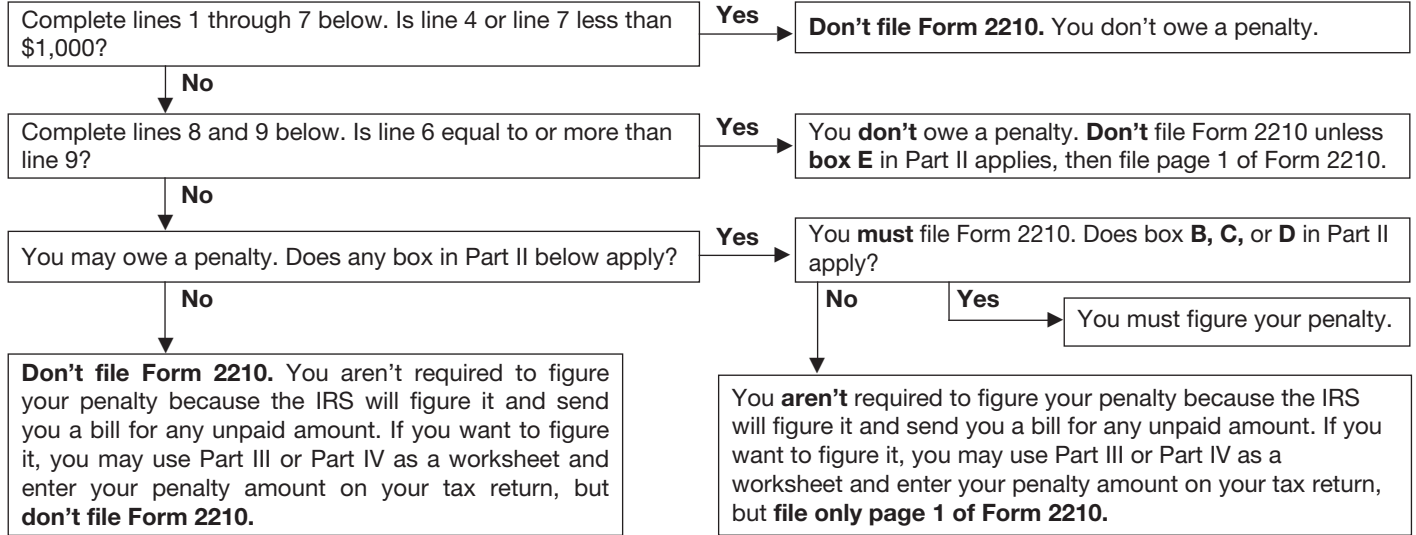 Complete lines 1 through 7 below. Is line 4 or line 7 less than
$1,000?
Yes
Don't file Form 2210. You don't owe a penalty.
No
Complete lines 8 and 9 below. Is line 6 equal to or more than
line 9?
Yes
You don't owe a penalty. Don't file Form 2210 unless
box E in Part II applies, then file page 1 of Form 2210.
No
You may owe a penalty. Does any box in Part II below apply?
Yes
You must file Form 2210. Does box B, C, or D in Part II
apply?
No
Yes
You must figure your penalty.
No
Don't file Form 2210. You aren't required to figure
your penalty because the IRS will figure it and send
you a bill for any unpaid amount. If you want to figure
it, you may use Part III or Part IV as a worksheet and
enter your penalty amount on your tax return, but
don't file Form 2210.
You aren't required to figure your penalty because the IRS
will figure it and send you a bill for any unpaid amount. If you
want to figure it, you may use Part III or Part IV as a
worksheet and enter your penalty amount on your tax return,
but file only page 1 of Form 2210.